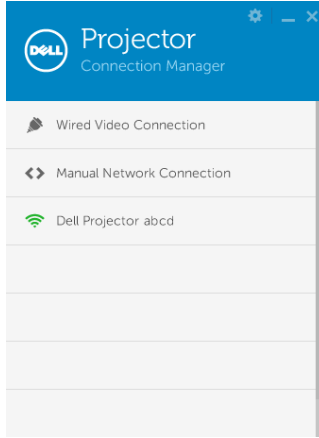 DELL
Projector
Connection Manager
Wired Video Connection
Manual Network Connection
Dell Projector abcd